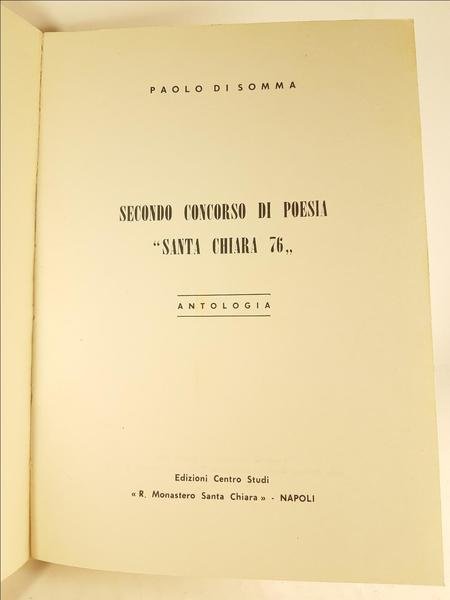 PAOLO DI SOMMA
SECONDO CONCORSO DI POESIA
“SANTA CHIARA 76„
ANTOLOGIA
Edizioni Centro Studi
« R. Monastero Santa Chiara » - NAPOLI